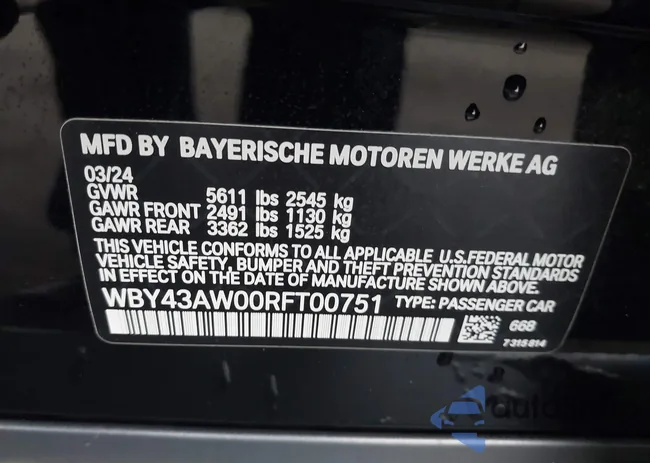 MFD BY BAYERISCHE MOTOREN WERKE AG
03/24
GVWR 5611 lbs 2545 kg
GAWR FRONT 2491 lbs 1130 kg
GAWR REAR 3362 lbs 1525 kg
THIS VEHICLE CONFORMS TO ALL APPLICABLE U.S.FEDERAL MOTOR
VEHICLE SAFETY, BUMPER AND THEFT PREVENTION STANDARDS
IN EFFECT ON THE DATE OF MANUFACTURE SHOWN ABOVE.
WBY43AW00RFT00751 TYPE: PASSENGER CAR
668
7315814